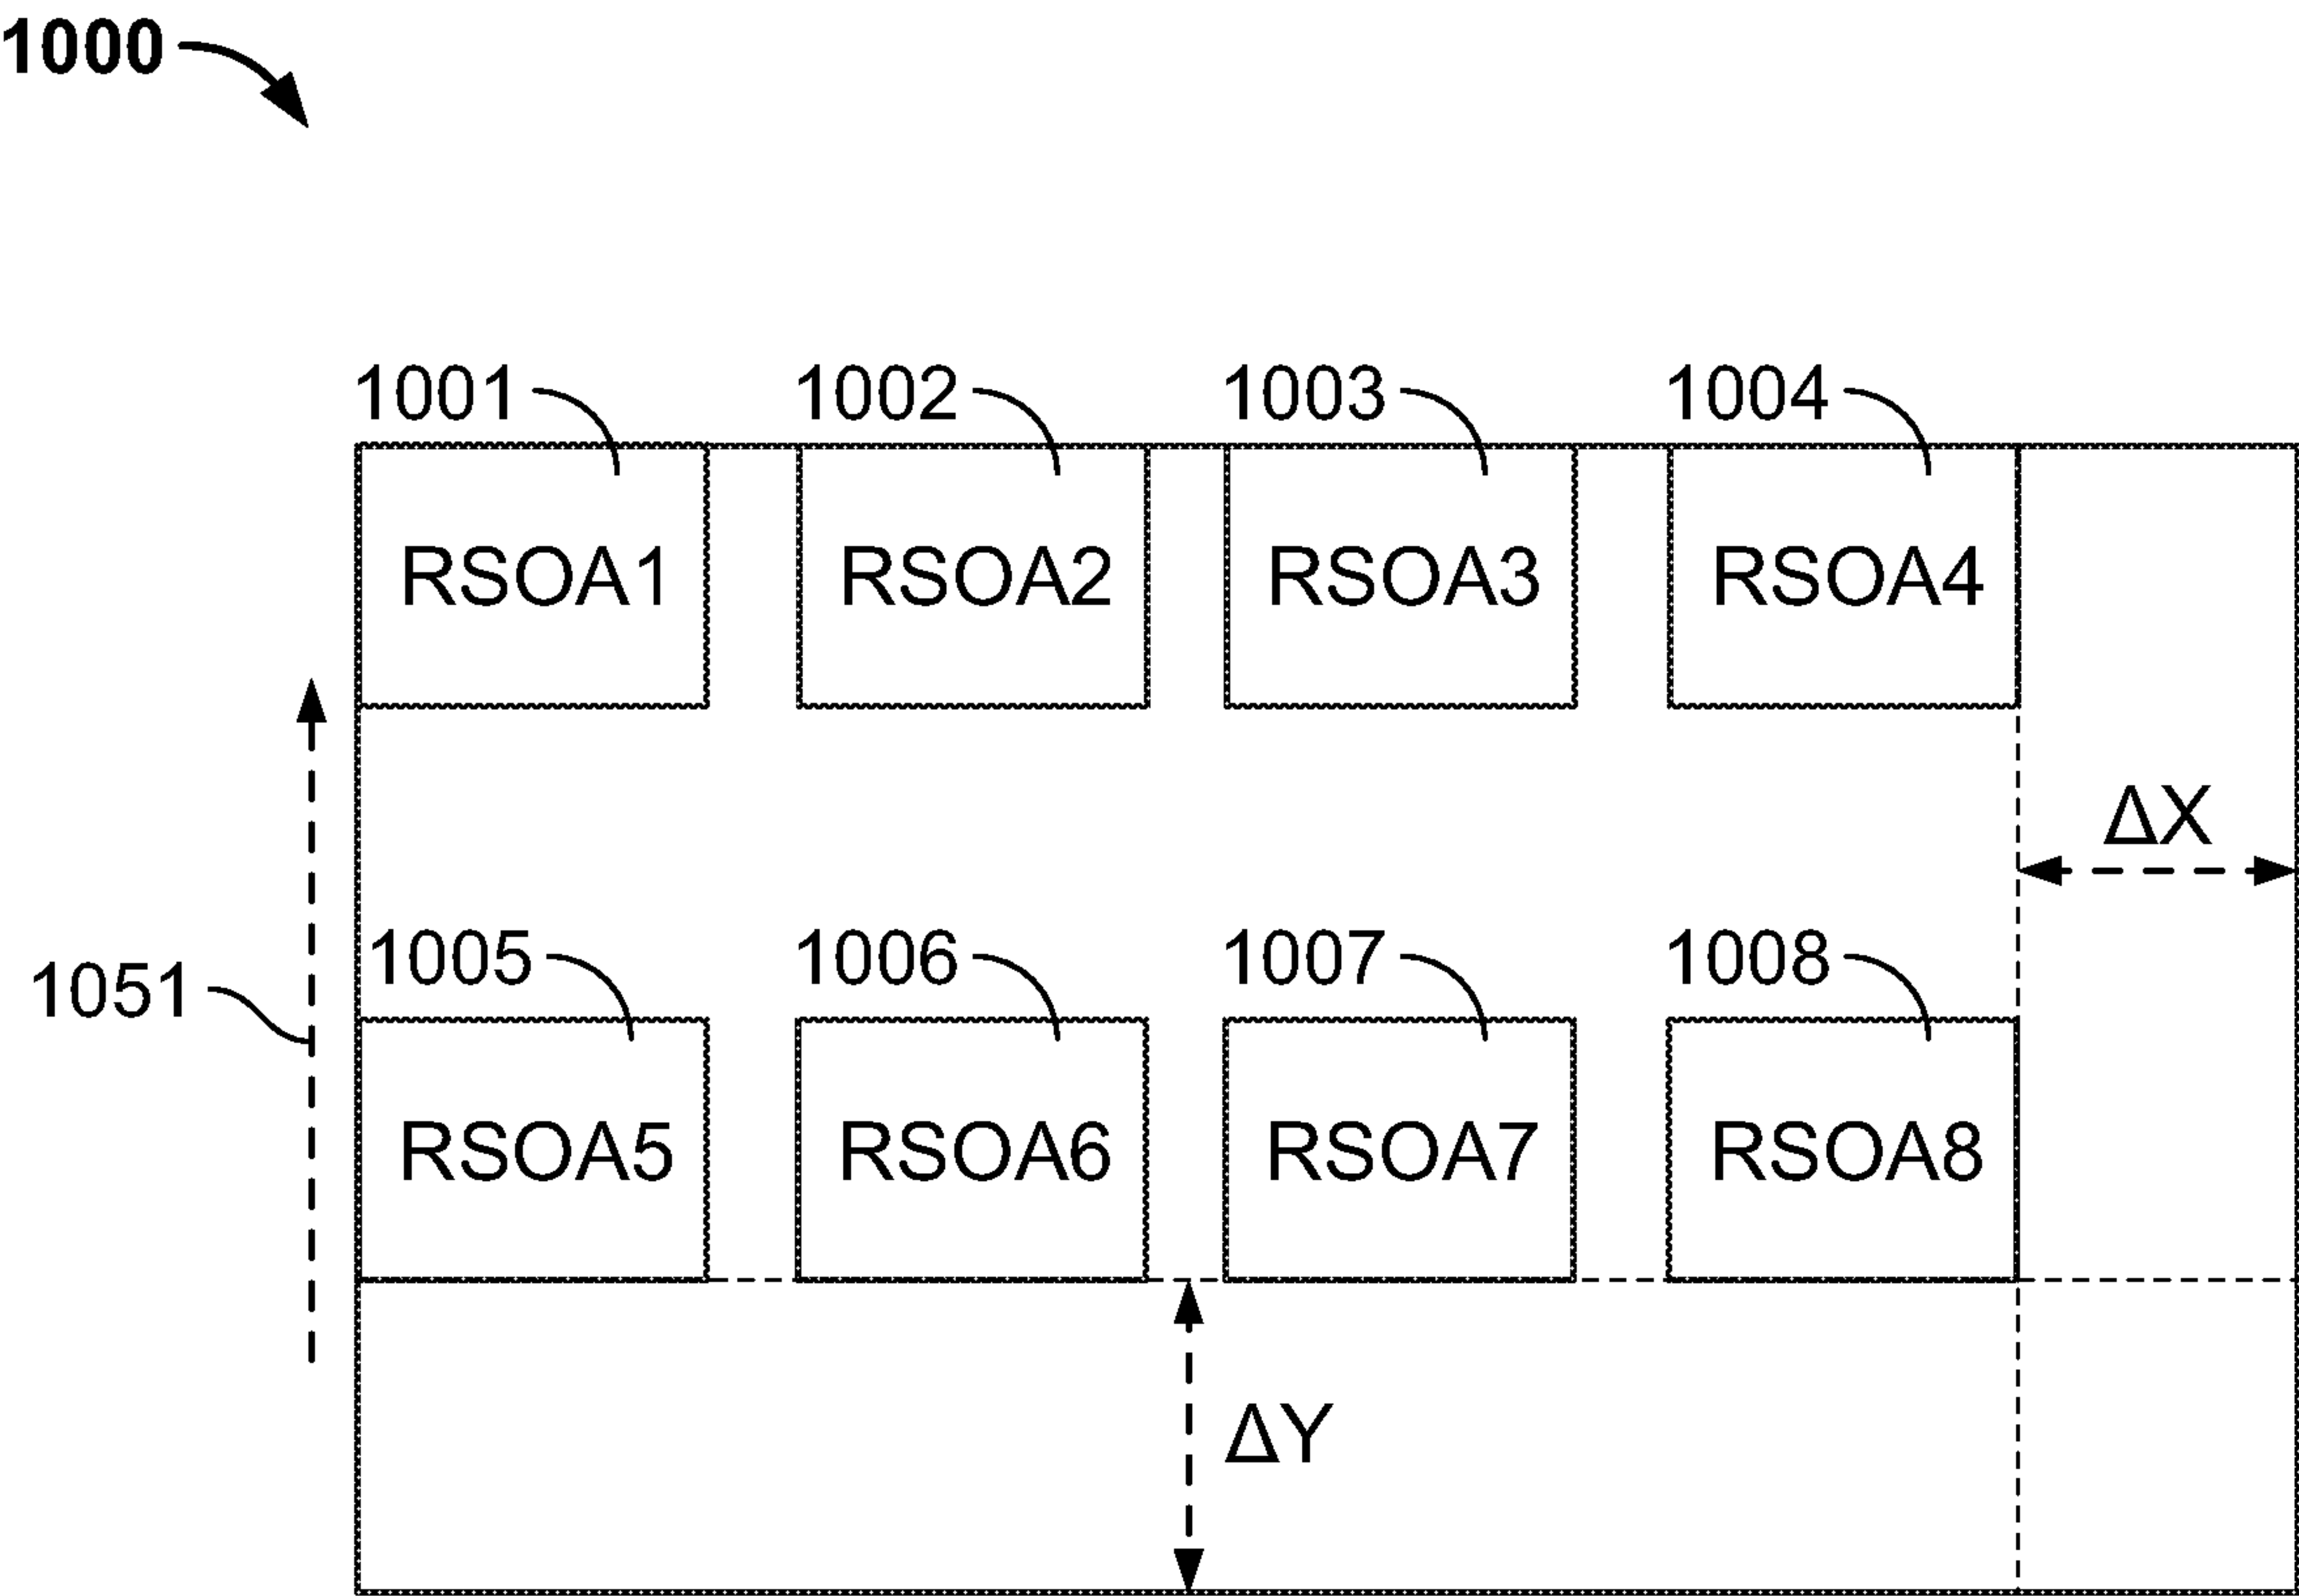 1000
1001 1002 1003 1004
RSOA1 RSOA2 RSOA3 RSOA4
ΔX
1005 1006 1007 1008
1051
RSOA5 RSOA6 RSOA7 RSOA8
ΔY